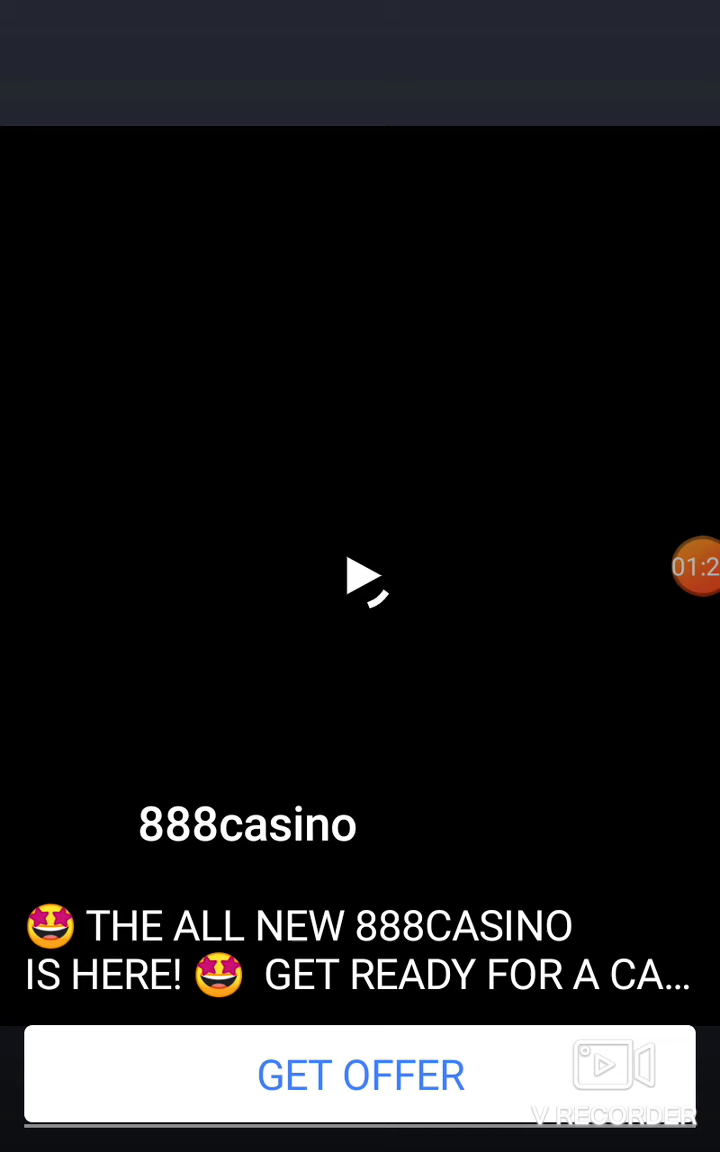 01:2
888casino
🤩 THE ALL NEW 888CASINO
IS HERE! 🤩 GET READY FOR A CA...
GET OFFER
V RECORDER